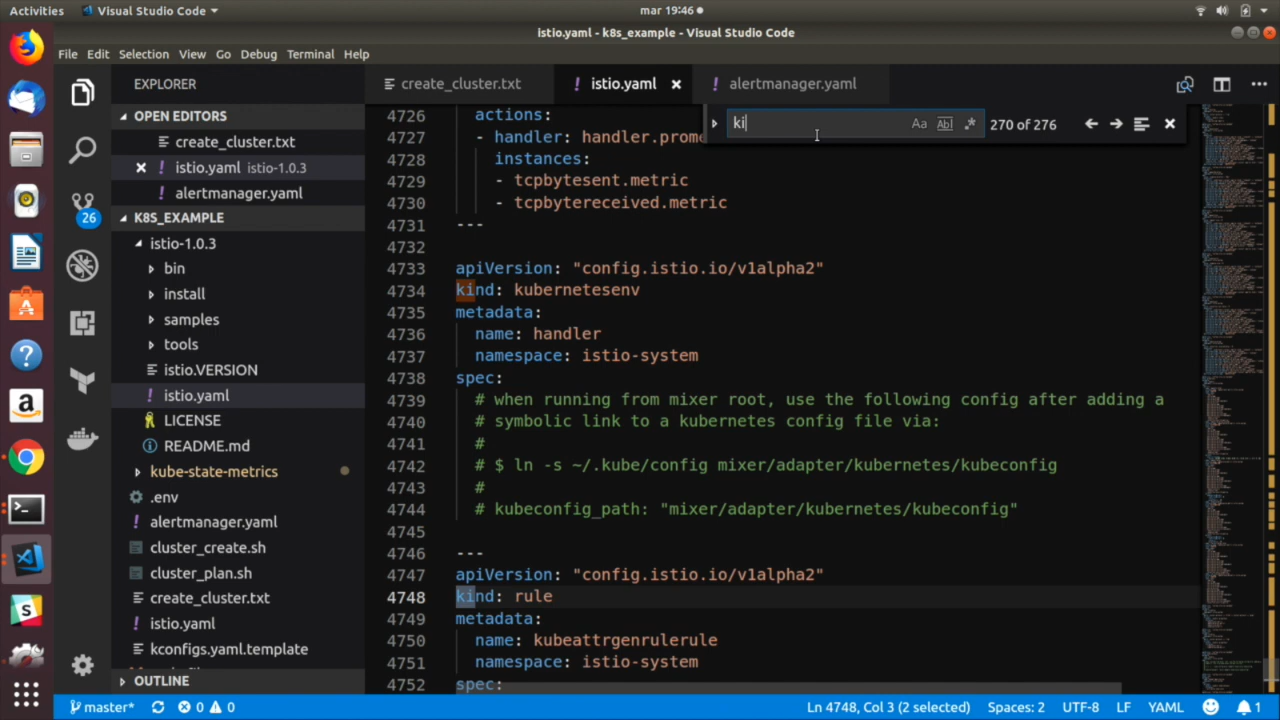 Activities
Visual Studio Code
mar 19:46
istio.yaml - k8s_example - Visual Studio Code
File Edit Selection View Go Debug Terminal Help
EXPLORER
OPEN EDITORS
create_cluster.txt
istio.yaml istio-1.0.3
alertmanager.yaml
K8S_EXAMPLE
istio-1.0.3
bin
install
samples
tools
istio.VERSION
istio.yaml
LICENSE
README.md
kube-state-metrics
.env
alertmanager.yaml
cluster_create.sh
cluster_plan.sh
create_cluster.txt
istio.yaml
kconfigs.yaml.template
OUTLINE
26
create_cluster.txt
istio.yaml
alertmanager.yaml
ki
Aa Abl .* 270 of 276
4726 actions:
4727 - handler: handler.prom
4728 instances:
4729 - tcpbytesent.metric
4730 - tcpbytereceived.metric
4731 ---
4732
4733 apiVersion: "config.istio.io/v1alpha2"
4734 kind: kubernetesenv
4735 metadata:
4736 name: handler
4737 namespace: istio-system
4738 spec:
4739 # when running from mixer root, use the following config after adding a
4740 # symbolic link to a kubernetes config file via:
4741 #
4742 # $ ln -s ~/.kube/config mixer/adapter/kubernetes/kubeconfig
4743 #
4744 # kubeconfig_path: "mixer/adapter/kubernetes/kubeconfig"
4745
4746 ---
4747 apiVersion: "config.istio.io/v1alpha2"
4748 kind: rule
4749 metadata:
4750 name: kubeattrgenrulerule
4751 namespace: istio-system
4752 spec:
master* 0 0
Ln 4748, Col 3 (2 selected) Spaces: 2 UTF-8 LF YAML 1